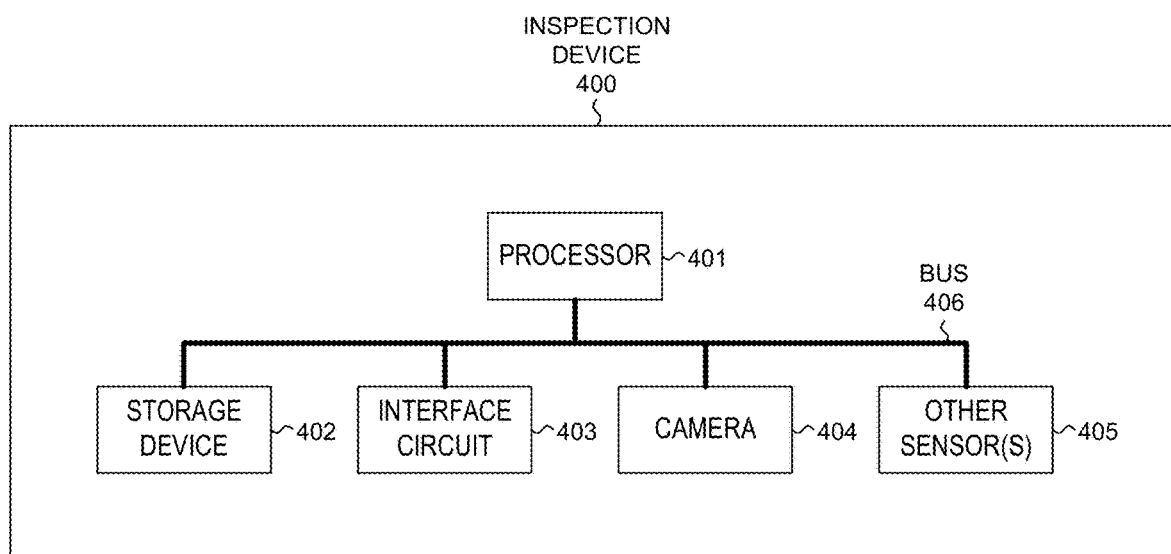 INSPECTION
DEVICE
400
PROCESSOR
401
BUS
406
STORAGE
DEVICE
402
INTERFACE
CIRCUIT
403
CAMERA
404
OTHER
SENSOR(S)
405